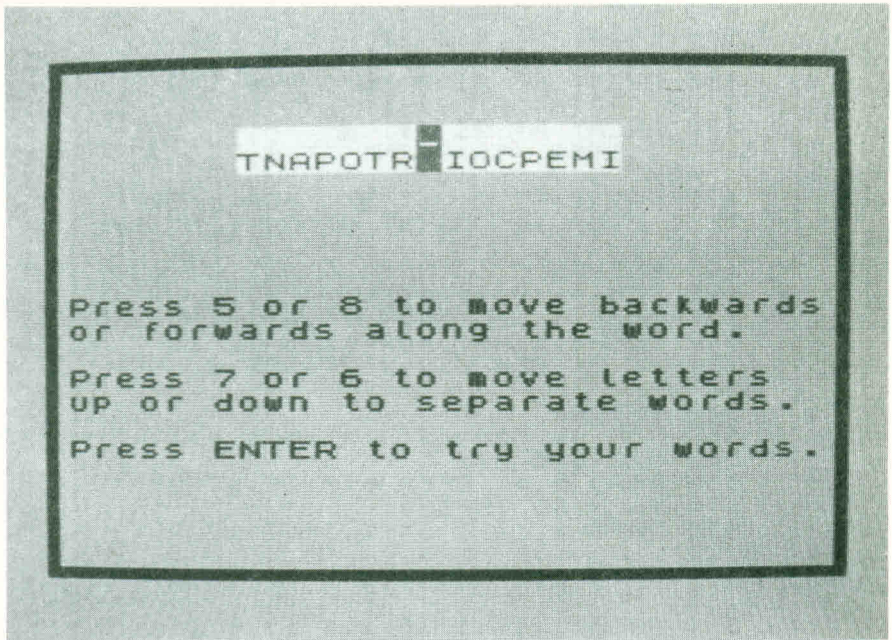 TNAPOTR-IOCPEMI
Press 5 or 8 to move backwards
or forwards along the word.
Press 7 or 6 to move letters
up or down to separate words.
Press ENTER to try your words.